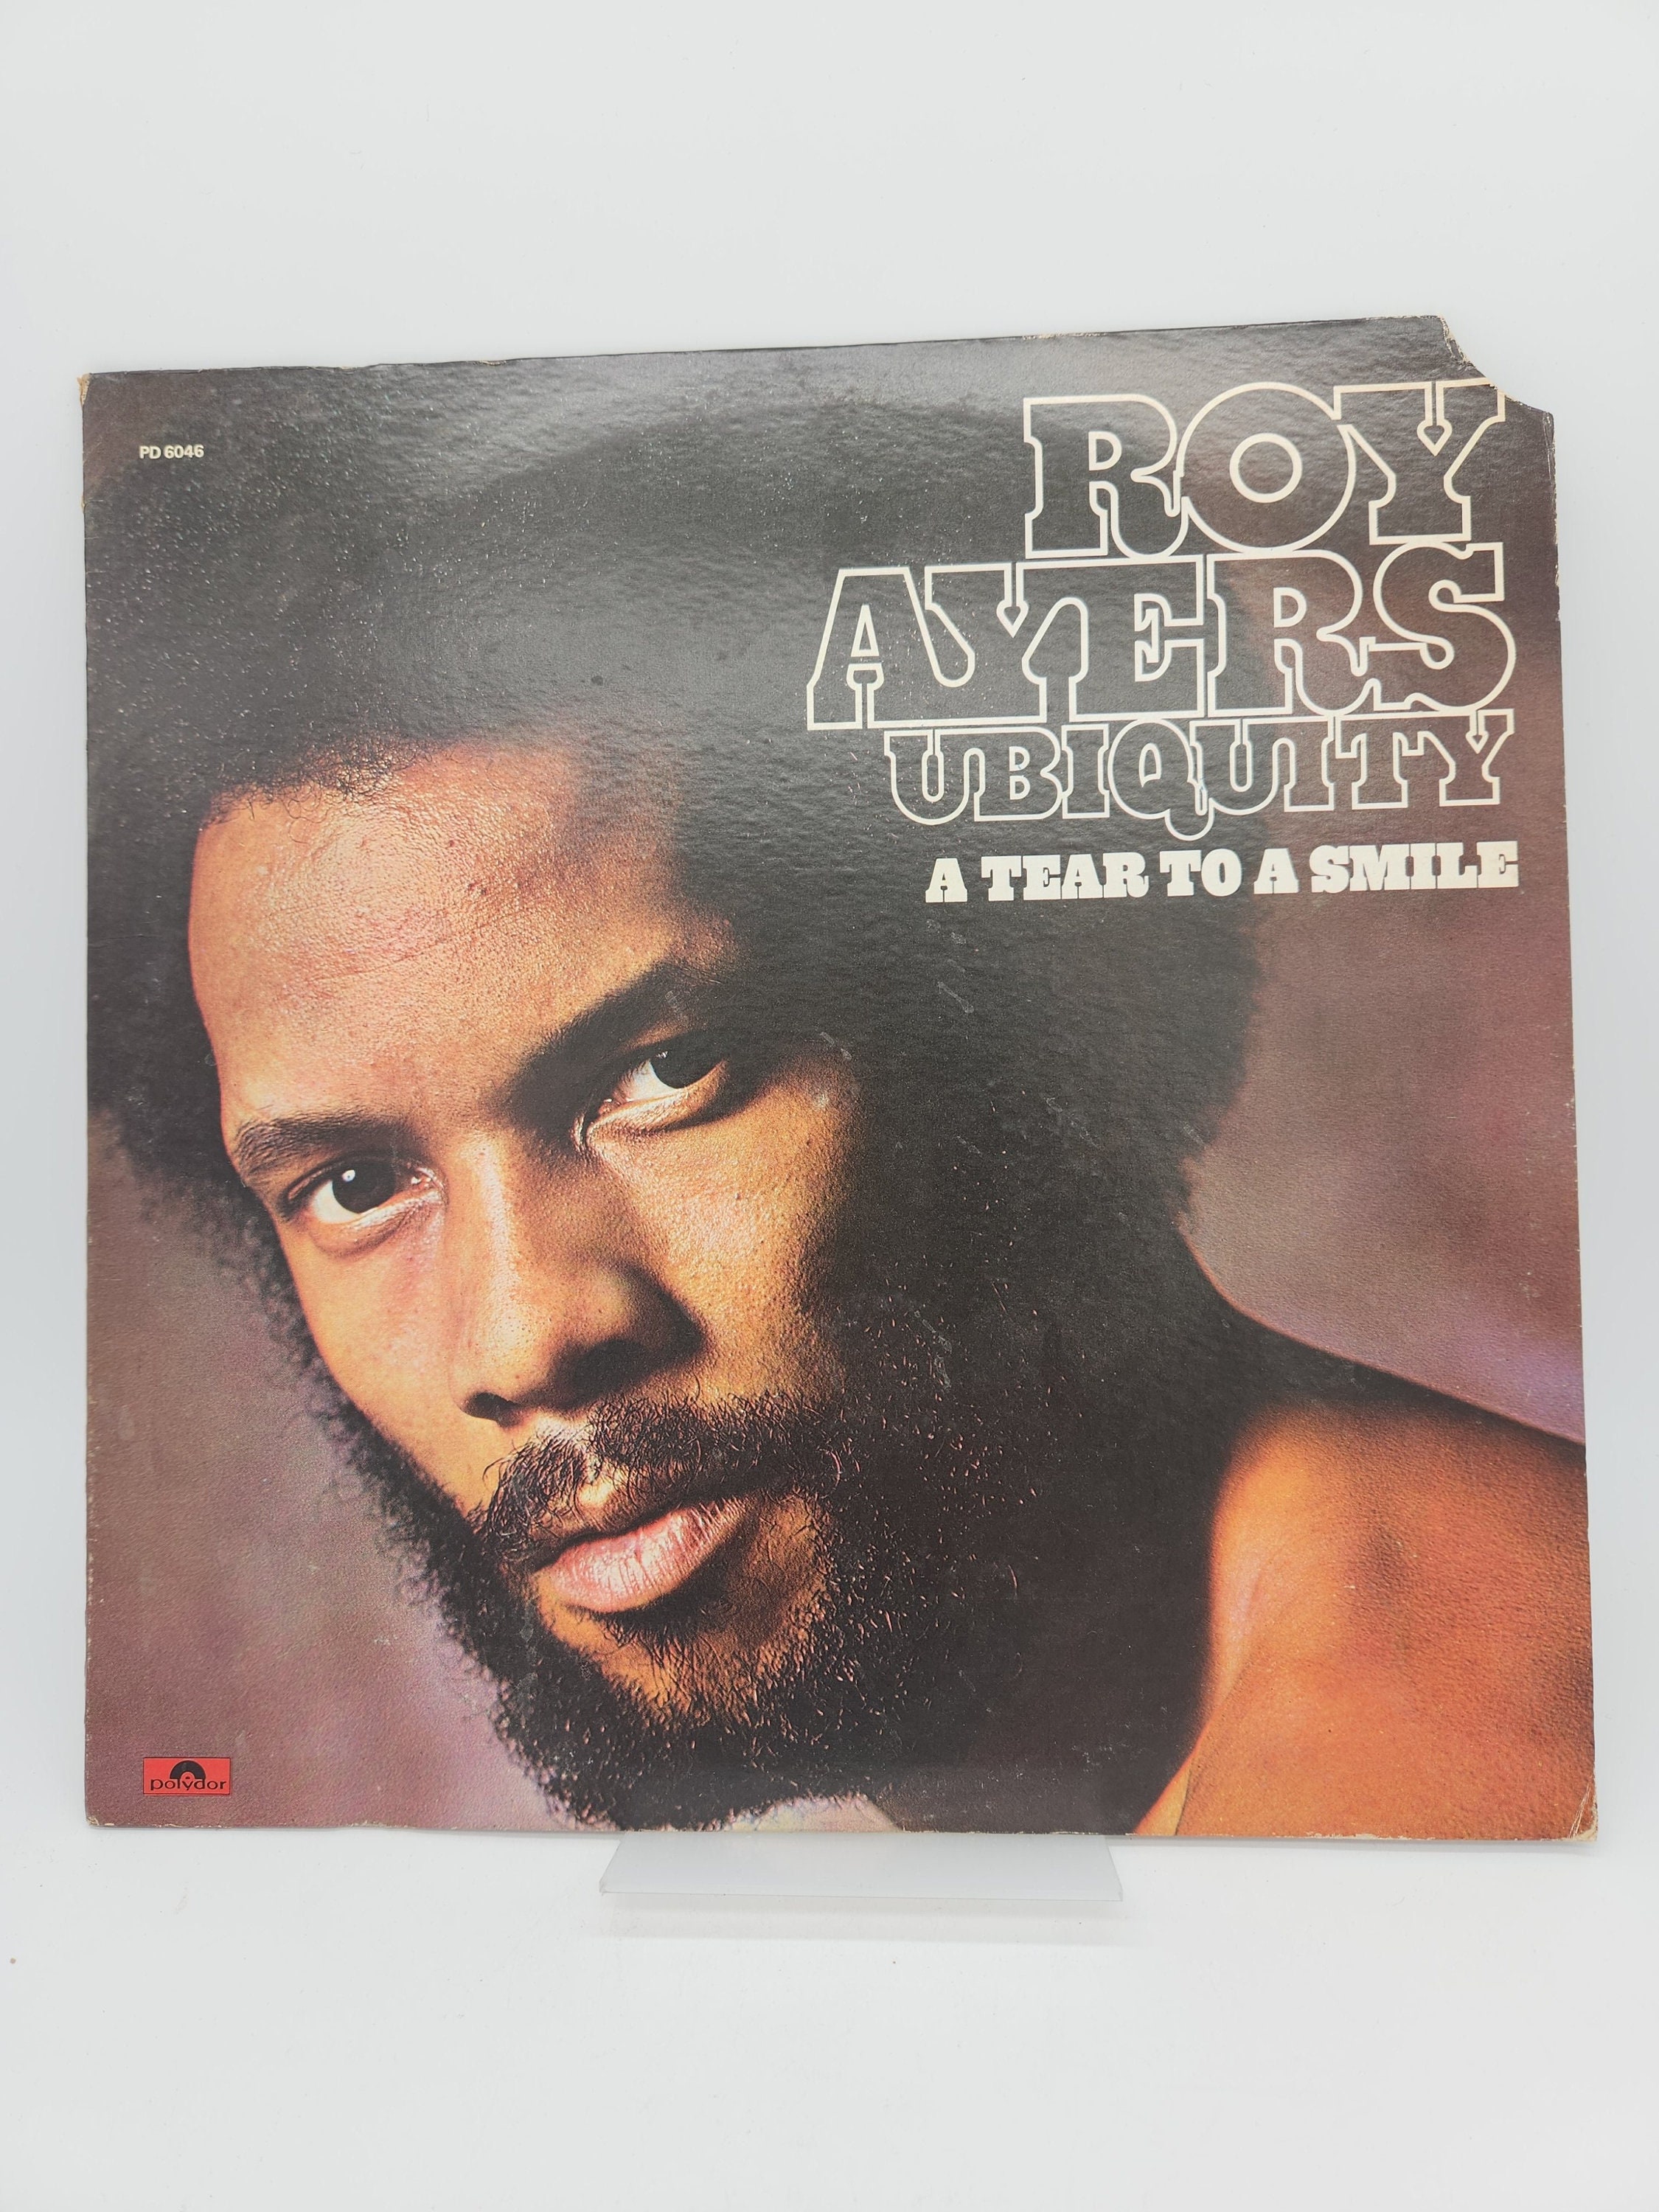 PD 6046
ROY
AYERS
UBIQUITY
A TEAR TO A SMILE
polydor